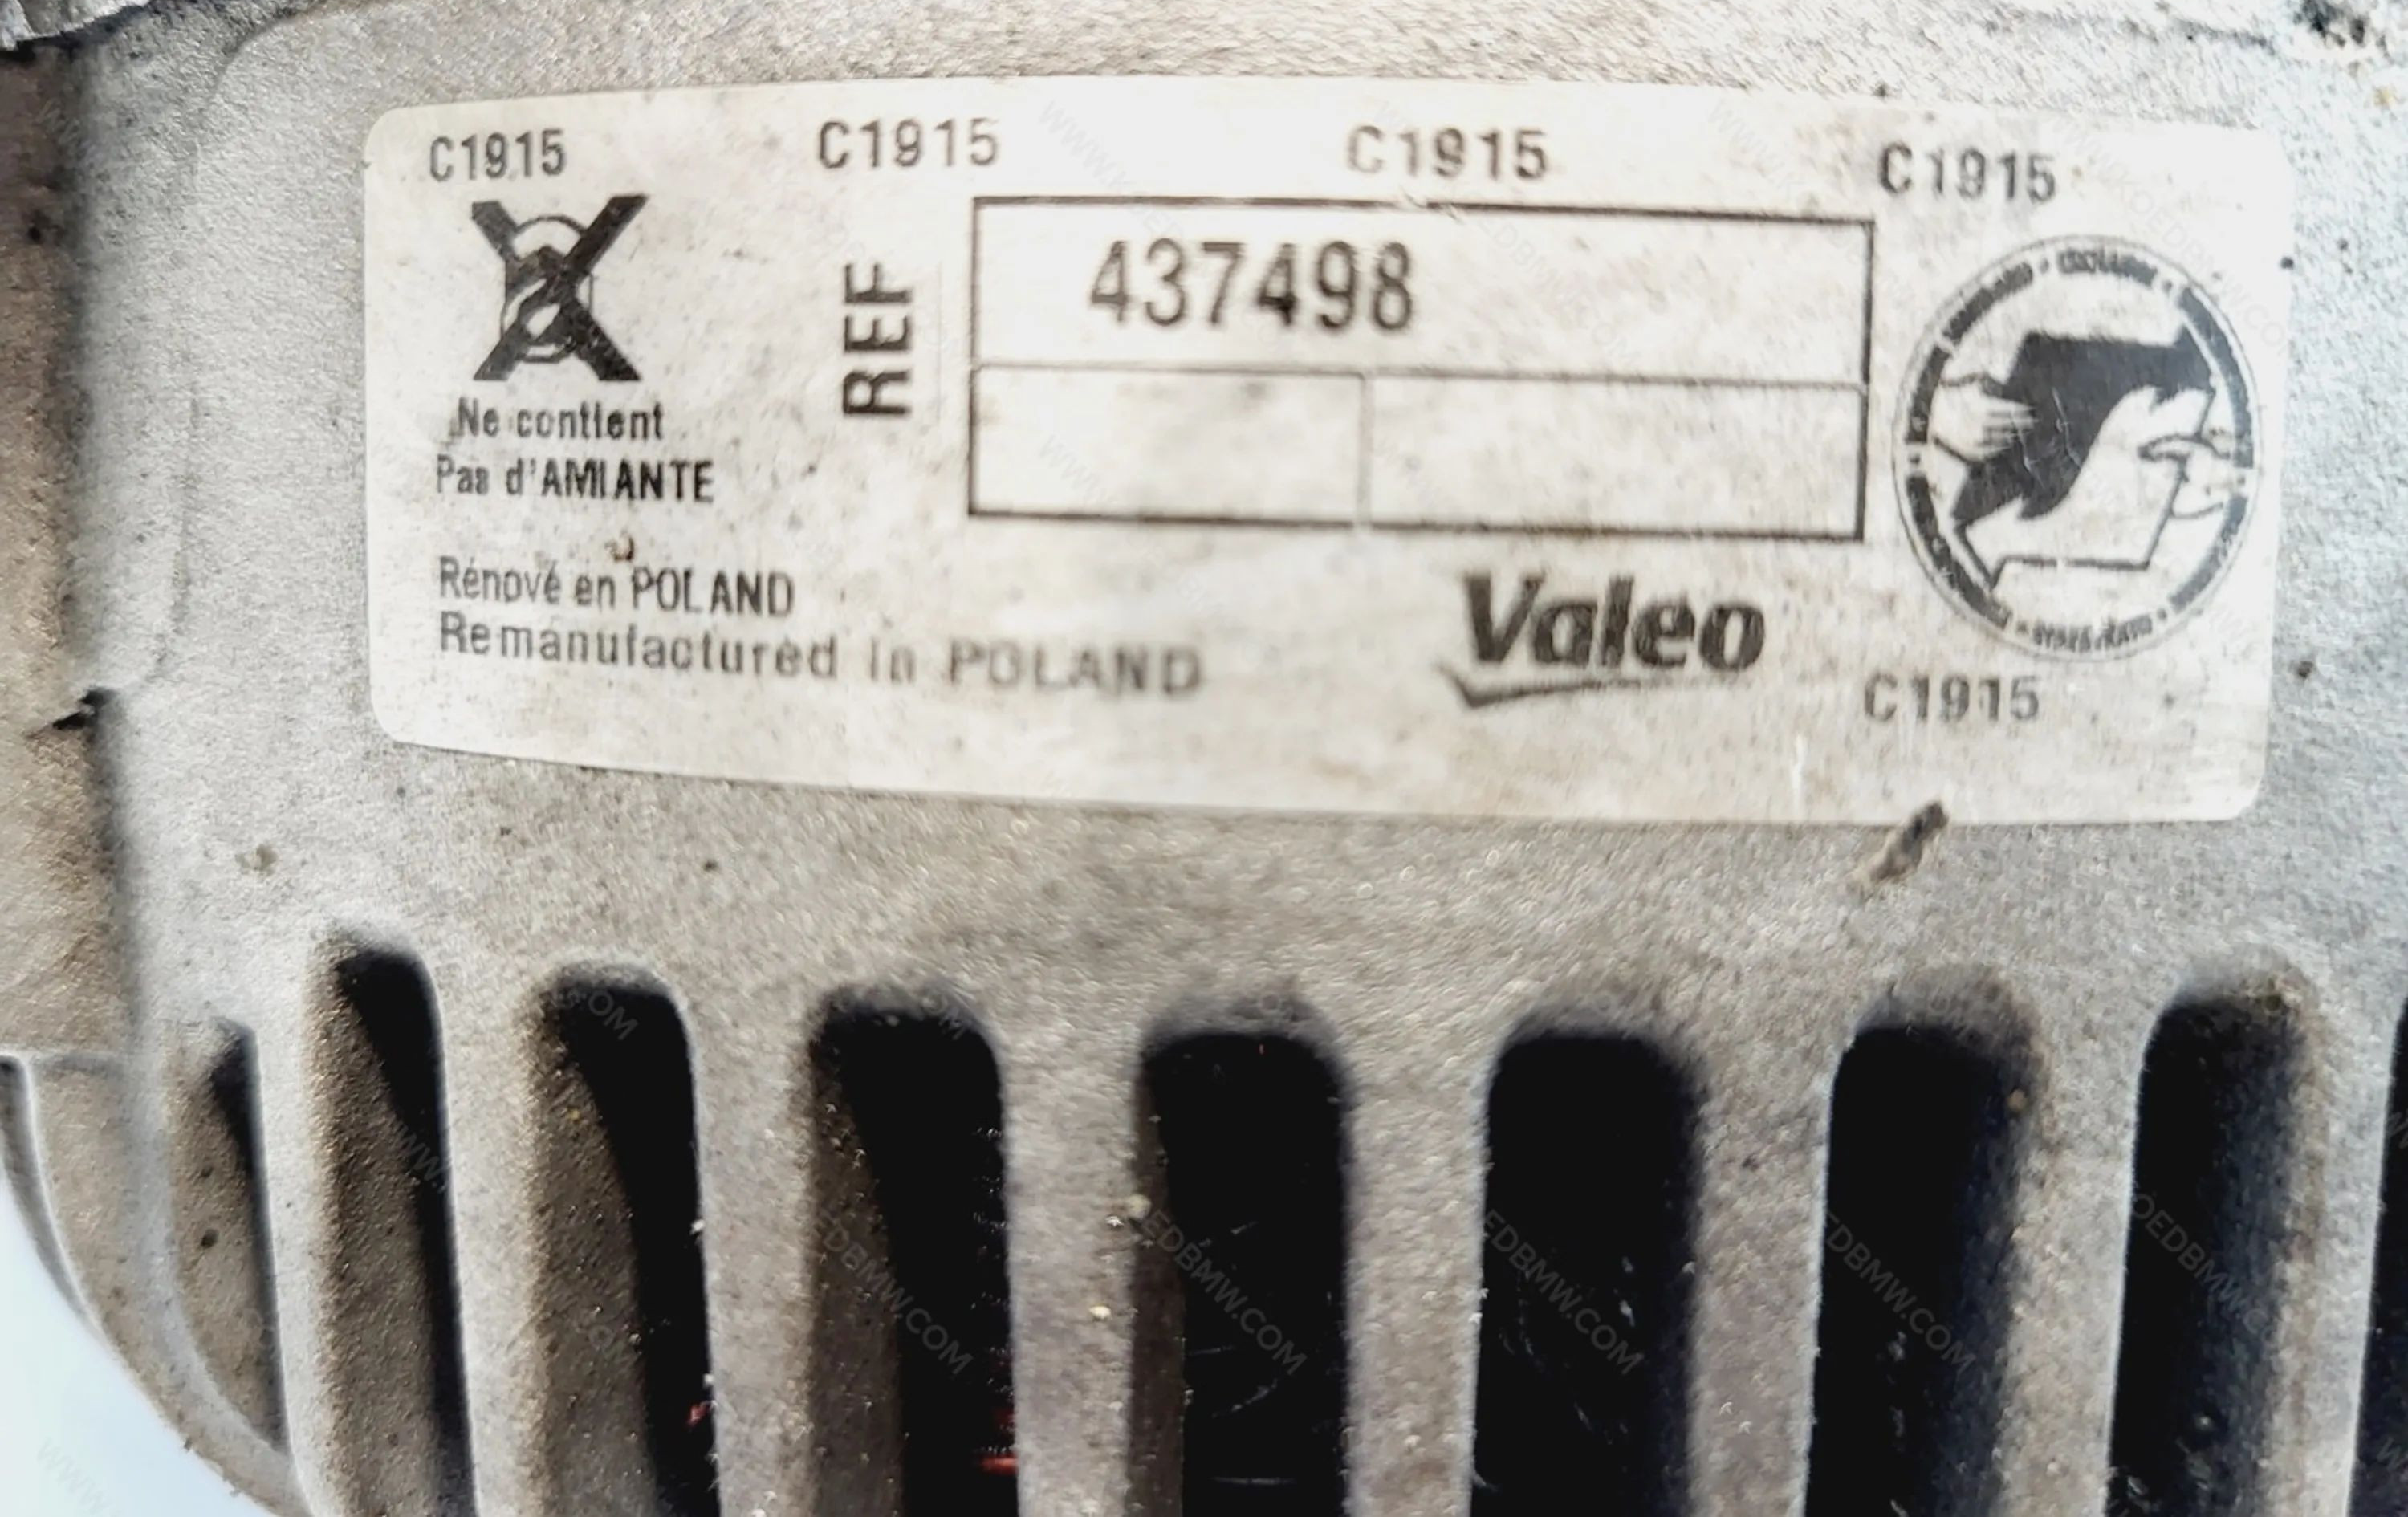 C1915 C1915 C1915 C1915
REF 437498
Ne contient
Pas d'AMIANTE
Rénové en POLAND
Remanufactured in POLAND
Valeo
C1915